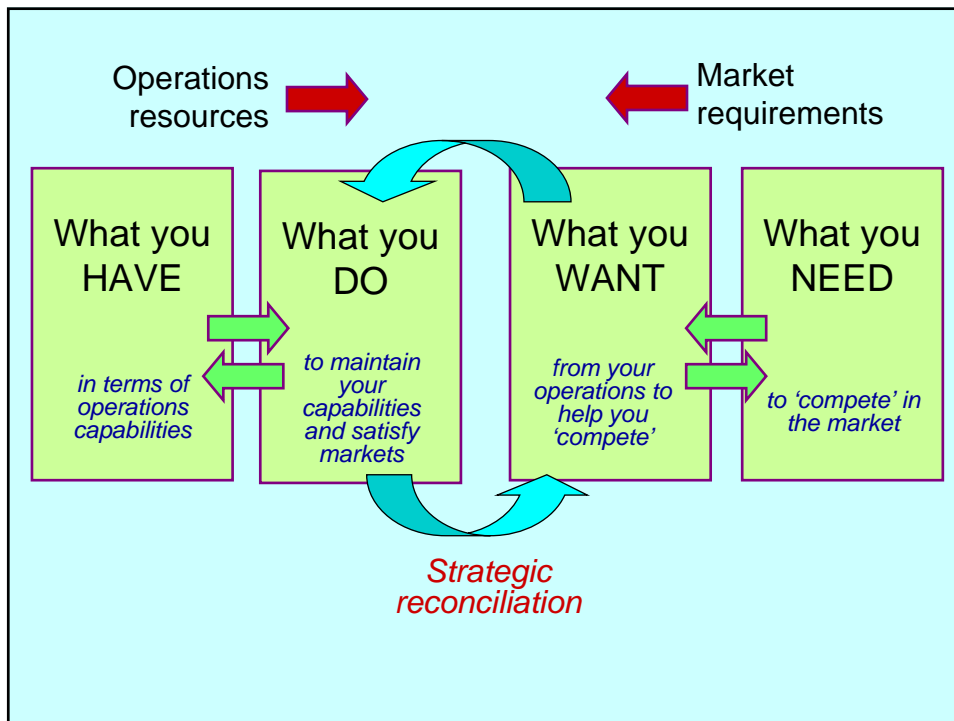 Operations
resources
Market
requirements
What you
HAVE
in terms of
operations
capabilities
What you
DO
to maintain
your
capabilities
and satisfy
markets
What you
WANT
from your
operations to
help you
‘compete’
What you
NEED
to ‘compete’ in
the market
Strategic
reconciliation